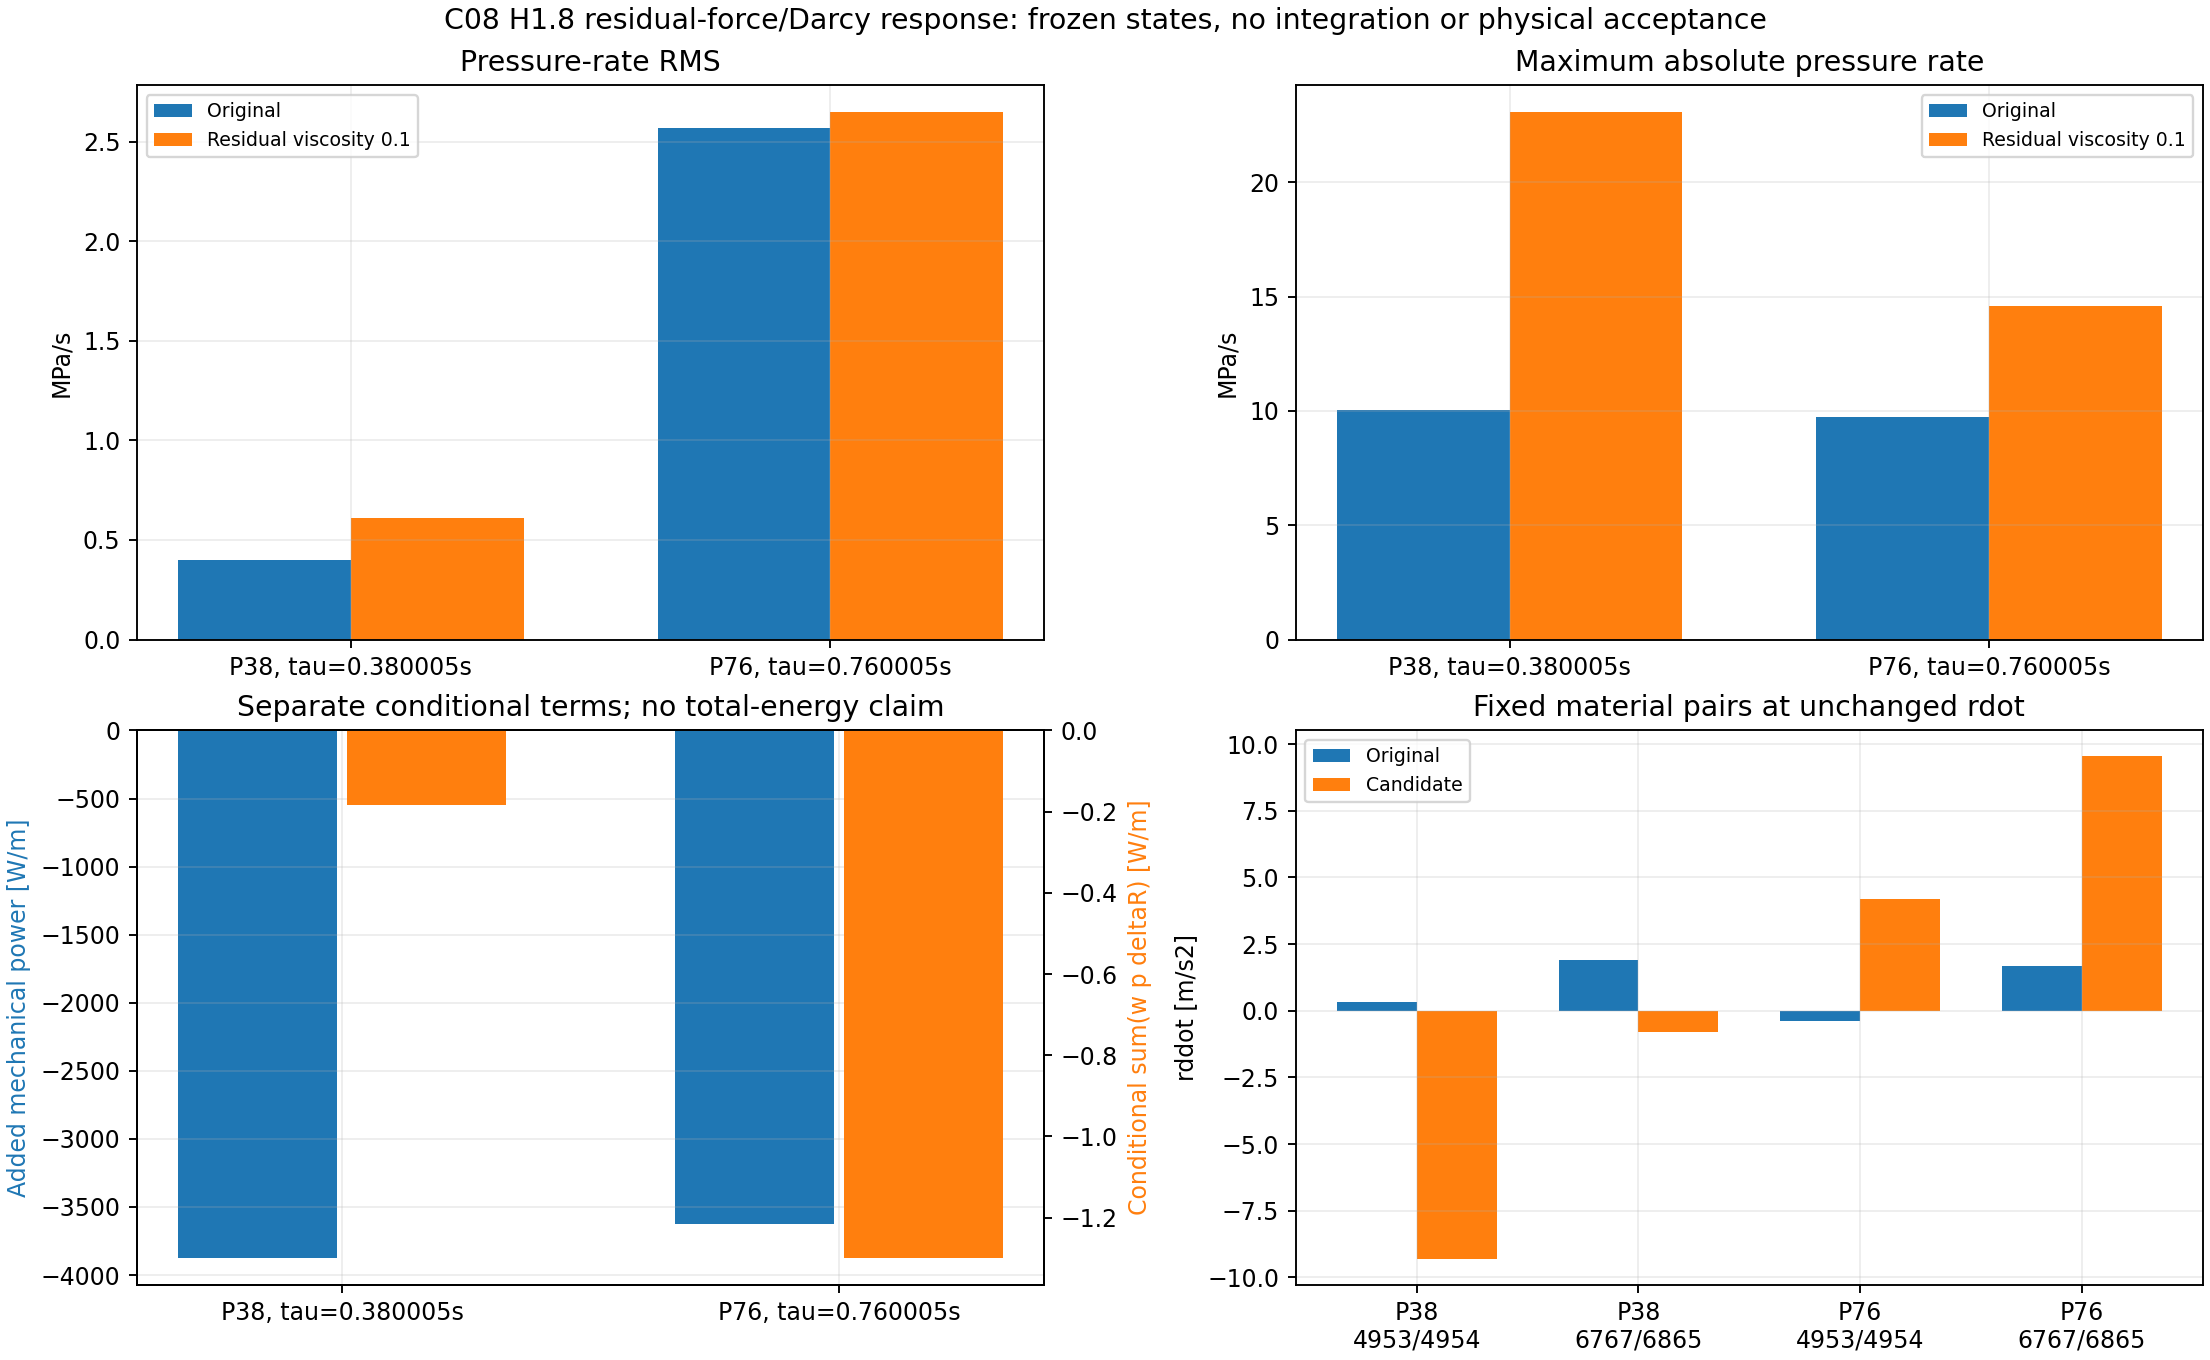 C08 H1.8 residual-force/Darcy response: frozen states, no integration or physical acceptance
Pressure-rate RMS
Original
Residual viscosity 0.1
MPa/s
2.5
2.0
1.5
1.0
0.5
0.0
P38, tau=0.380005s
P76, tau=0.760005s
Maximum absolute pressure rate
Original
Residual viscosity 0.1
MPa/s
20
15
10
5
0
P38, tau=0.380005s
P76, tau=0.760005s
Separate conditional terms; no total-energy claim
Added mechanical power [W/m]
0
−500
−1000
−1500
−2000
−2500
−3000
−3500
−4000
0.0
−0.2
−0.4
−0.6
−0.8
−1.0
−1.2
Conditional sum(w p deltaR) [W/m]
P38, tau=0.380005s
P76, tau=0.760005s
Fixed material pairs at unchanged rdot
Original
Candidate
rddot [m/s2]
10.0
7.5
5.0
2.5
0.0
−2.5
−5.0
−7.5
−10.0
P38
4953/4954
P38
6767/6865
P76
4953/4954
P76
6767/6865